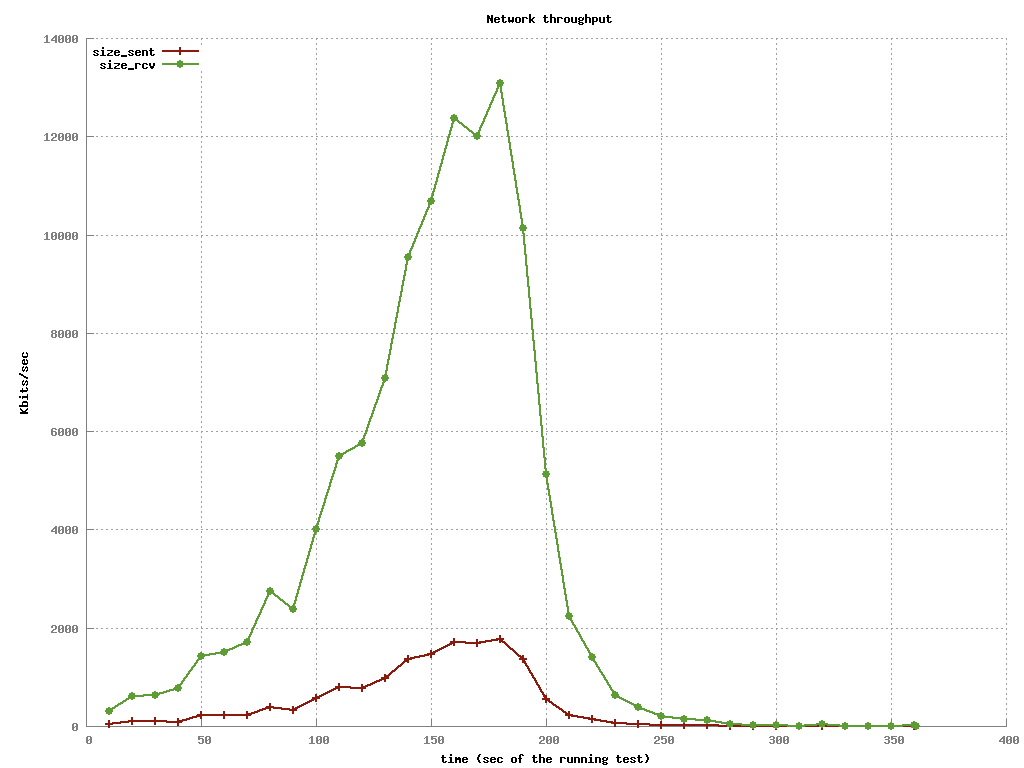 Network throughput
size_sent
size_rcv
14000
12000
10000
8000
6000
4000
2000
0
Kbits/sec
0 50 100 150 200 250 300 350 400
time (sec of the running test)